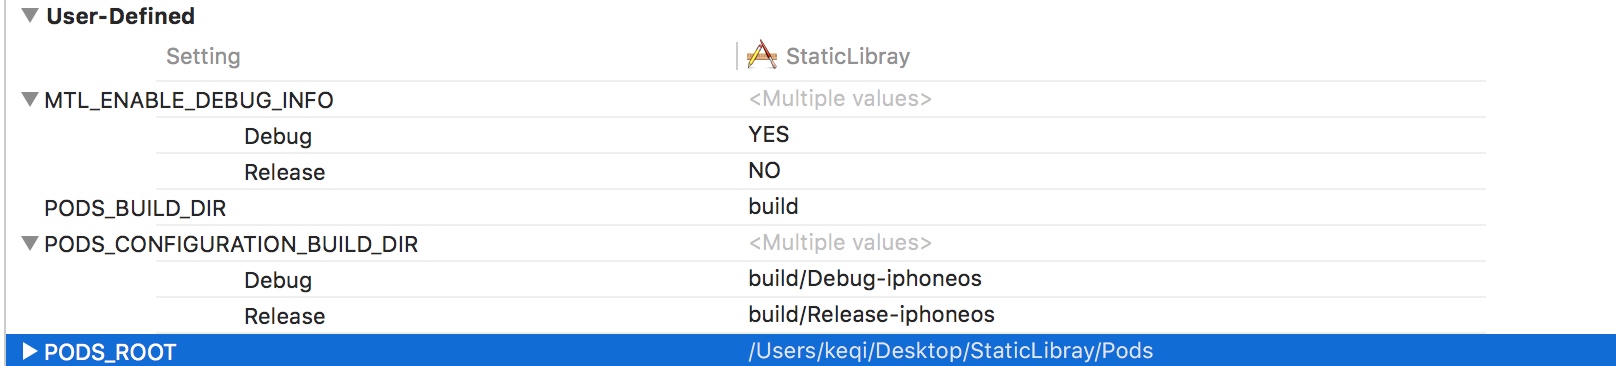 User-Defined
Setting StaticLibray
MTL_ENABLE_DEBUG_INFO <Multiple values>
Debug YES
Release NO
PODS_BUILD_DIR build
PODS_CONFIGURATION_BUILD_DIR <Multiple values>
Debug build/Debug-iphoneos
Release build/Release-iphoneos
PODS_ROOT /Users/keqi/Desktop/StaticLibray/Pods